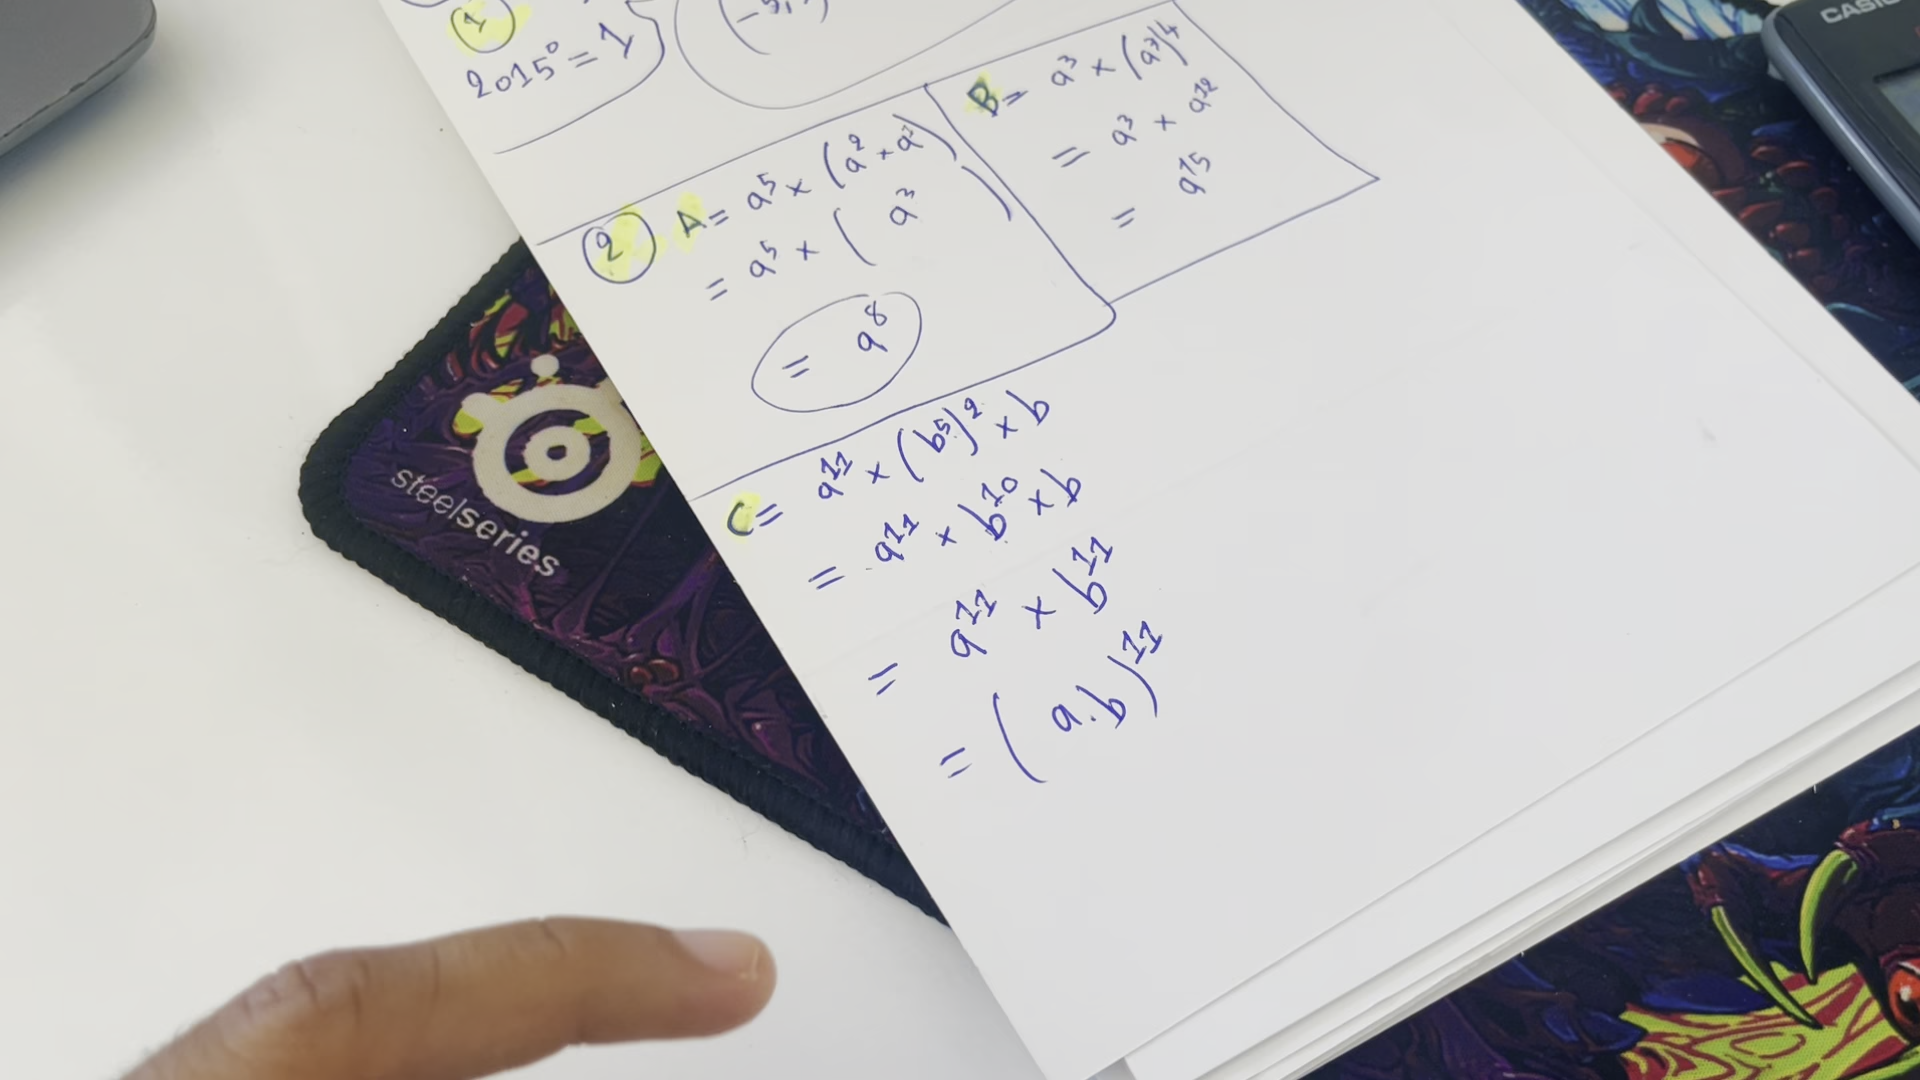 1
2015⁰ = 1
2 A = a⁵ × (a² × a
= a⁵ × ( a³ )
= a⁸
B = a³ × (a³)⁴
= a³ × a¹²
= a¹⁵
C = a¹¹ × (b⁵)² × b
= a¹¹ × b¹⁰ × b
= a¹¹ × b¹¹
= (a.b)¹¹
steelseries
CASIO